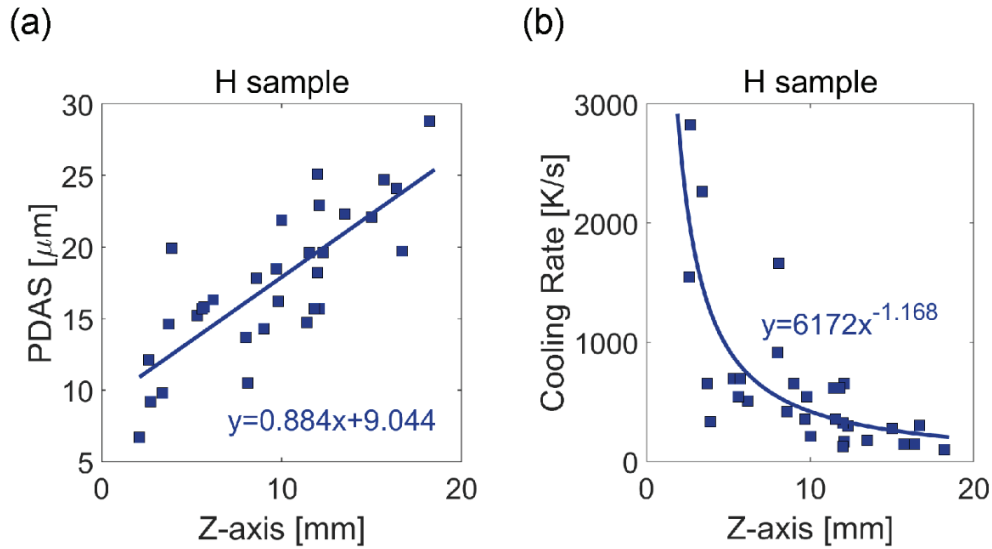 (a)
H sample
30
25
20
15
10
5
PDAS [μm]
y=0.884x+9.044
0
10
20
Z-axis [mm]
(b)
H sample
3000
2000
1000
0
Cooling Rate [K/s]
y=6172x^-1.168
0
10
20
Z-axis [mm]